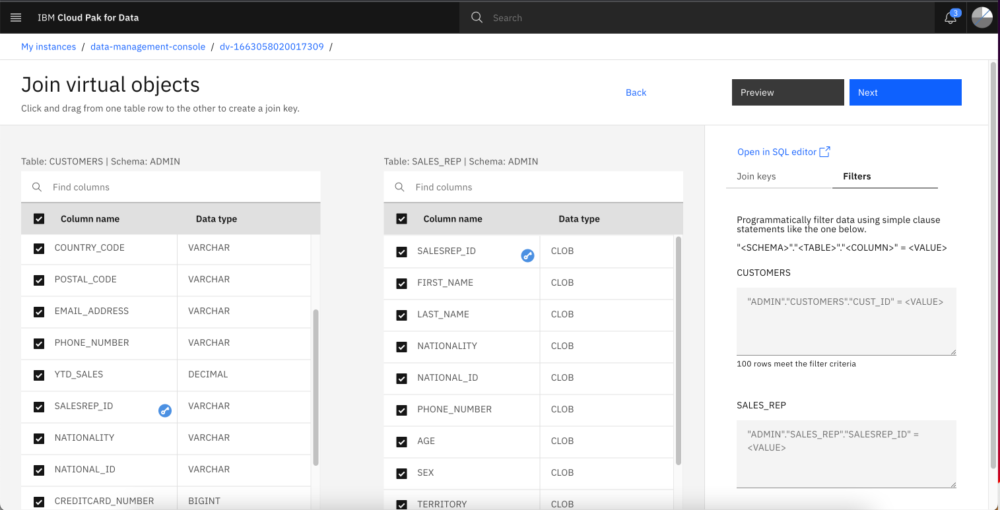 IBM Cloud Pak for Data
Search
3
My instances / data-management-console / dv-1663058020017309 /
Join virtual objects
Click and drag from one table row to the other to create a join key.
Back
Preview
Next
Table: CUSTOMERS | Schema: ADMIN
Find columns
Column name Data type
COUNTRY_CODE VARCHAR
POSTAL_CODE VARCHAR
EMAIL_ADDRESS VARCHAR
PHONE_NUMBER VARCHAR
YTD_SALES DECIMAL
SALESREP_ID VARCHAR
NATIONALITY VARCHAR
NATIONAL_ID VARCHAR
CREDITCARD_NUMBER BIGINT
Table: SALES_REP | Schema: ADMIN
Find columns
Column name Data type
SALESREP_ID CLOB
FIRST_NAME CLOB
LAST_NAME CLOB
NATIONALITY CLOB
NATIONAL_ID CLOB
PHONE_NUMBER CLOB
AGE CLOB
SEX CLOB
TERRITORY CLOB
Open in SQL editor
Join keys Filters
Programmatically filter data using simple clause
statements like the one below.
"<SCHEMA>"."<TABLE>"."<COLUMN>" = <VALUE>
CUSTOMERS
"ADMIN"."CUSTOMERS"."CUST_ID" = <VALUE>
100 rows meet the filter criteria
SALES_REP
"ADMIN"."SALES_REP"."SALESREP_ID" =
<VALUE>